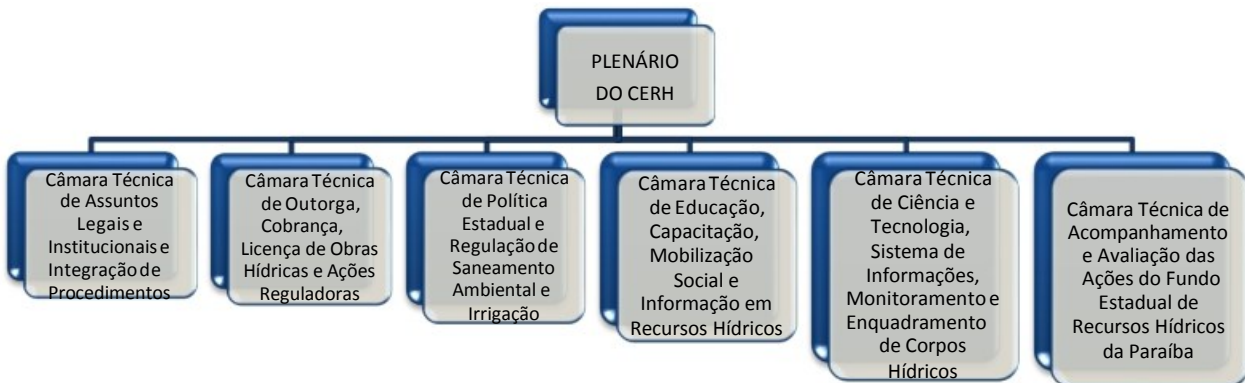 PLENÁRIO
DO CERH
Câmara Técnica
de Assuntos
Legais e
Institucionais e
Integração de
Procedimentos
Câmara Técnica
de Outorga,
Cobrança,
Licença de Obras
Hídricas e Ações
Reguladoras
Câmara Técnica
de Política
Estadual e
Regulação de
Saneamento
Ambiental e
Irrigação
Câmara Técnica
de Educação,
Capacitação,
Mobilização
Social e
Informação em
Recursos Hídricos
Câmara Técnica
de Ciência e
Tecnologia,
Sistema de
Informações,
Monitoramento e
Enquadramento
de Corpos
Hídricos
Câmara Técnica de
Acompanhamento
e Avaliação das
Ações do Fundo
Estadual de
Recursos Hídricos
da Paraíba